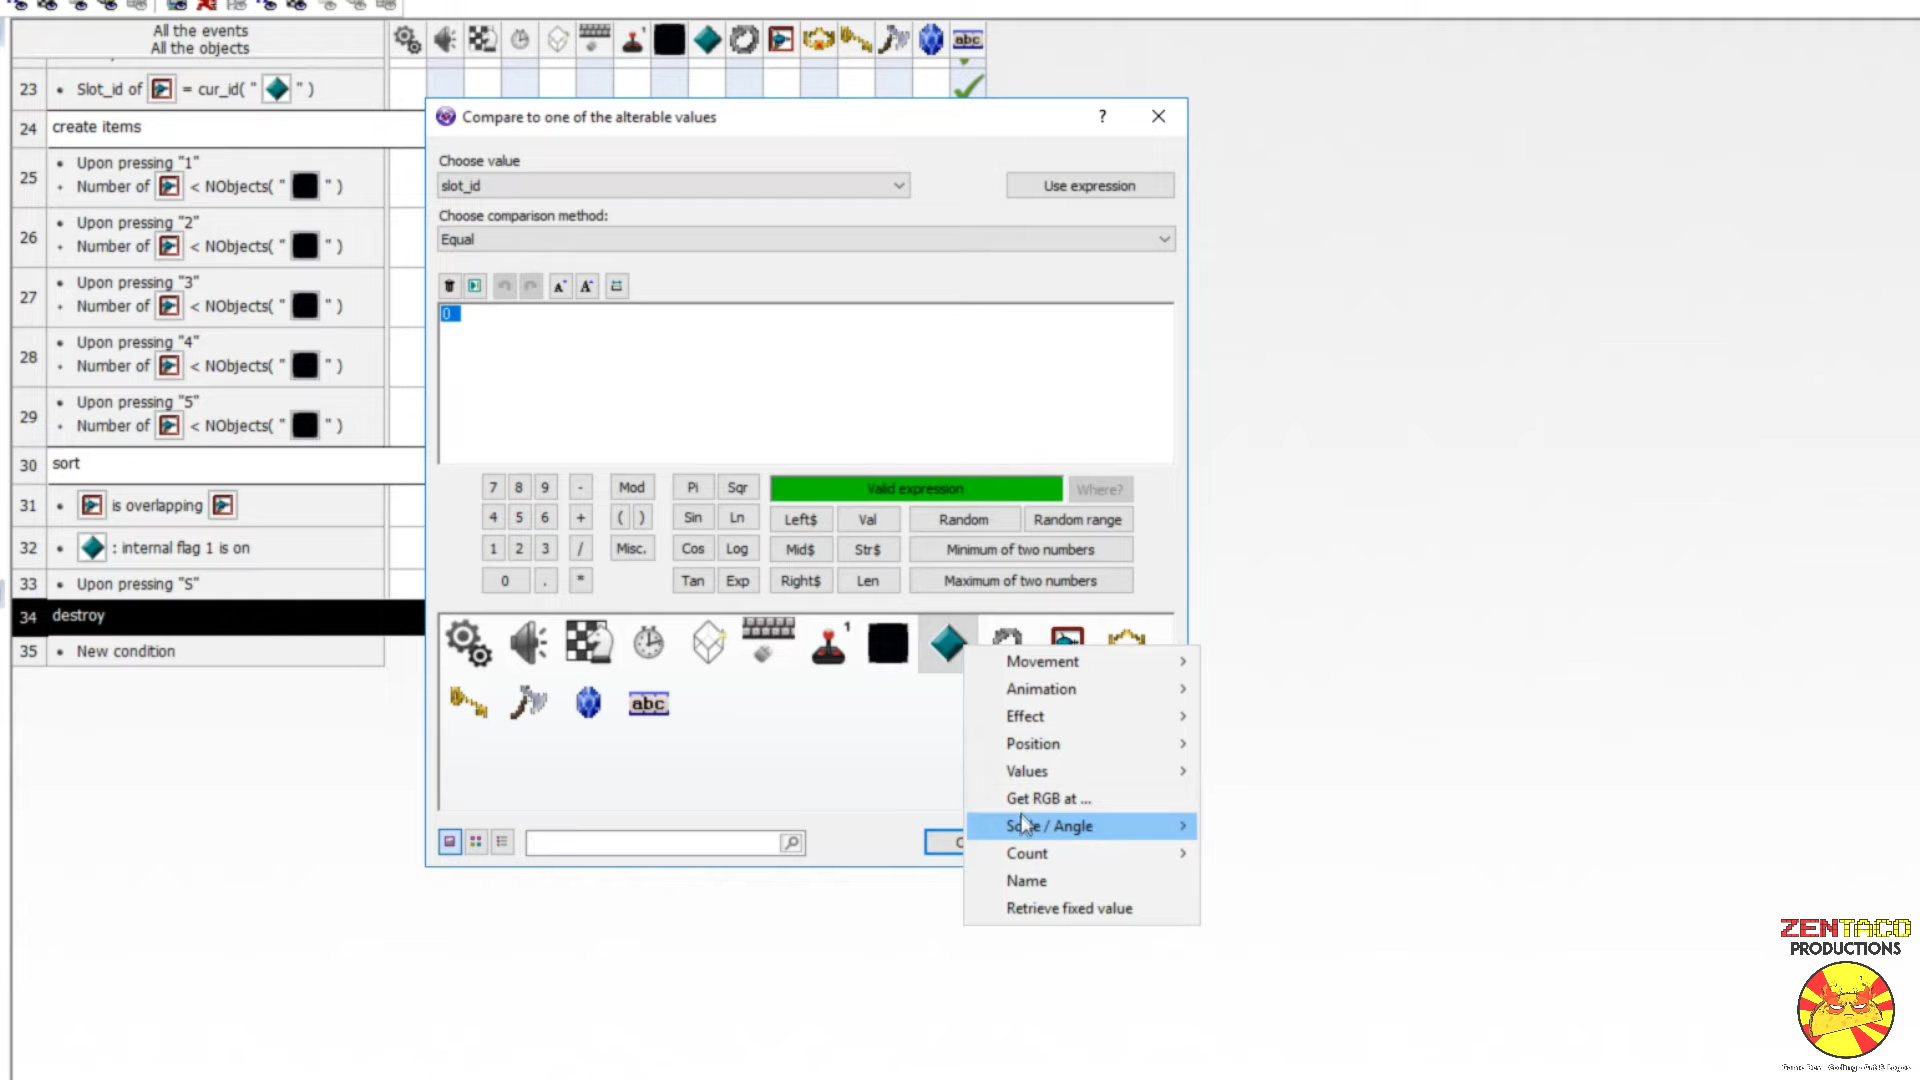 All the events
All the objects
abc
23 • Slot_id of = cur_id( " " )
24 create items
25 • Upon pressing "1"
• Number of < NObjects( " " )
26 • Upon pressing "2"
• Number of < NObjects( " " )
27 • Upon pressing "3"
• Number of < NObjects( " " )
28 • Upon pressing "4"
• Number of < NObjects( " " )
29 • Upon pressing "5"
• Number of < NObjects( " " )
30 sort
31 • is overlapping
32 • : internal flag 1 is on
33 • Upon pressing "S"
34 destroy
35 • New condition
Compare to one of the alterable values ?
Choose value
slot_id
Use expression
Choose comparison method:
Equal
A A
0
7 8 9 - Mod Pi Sqr Valid expression Where?
4 5 6 + ( ) Sin Ln Left$ Val Random Random range
1 2 3 / Misc. Cos Log Mid$ Str$ Minimum of two numbers
0 . * Tan Exp Right$ Len Maximum of two numbers
1
abc
Movement
Animation
Effect
Position
Values
Get RGB at ...
Scale / Angle
Count
Name
Retrieve fixed value
ZENTACO
PRODUCTIONS